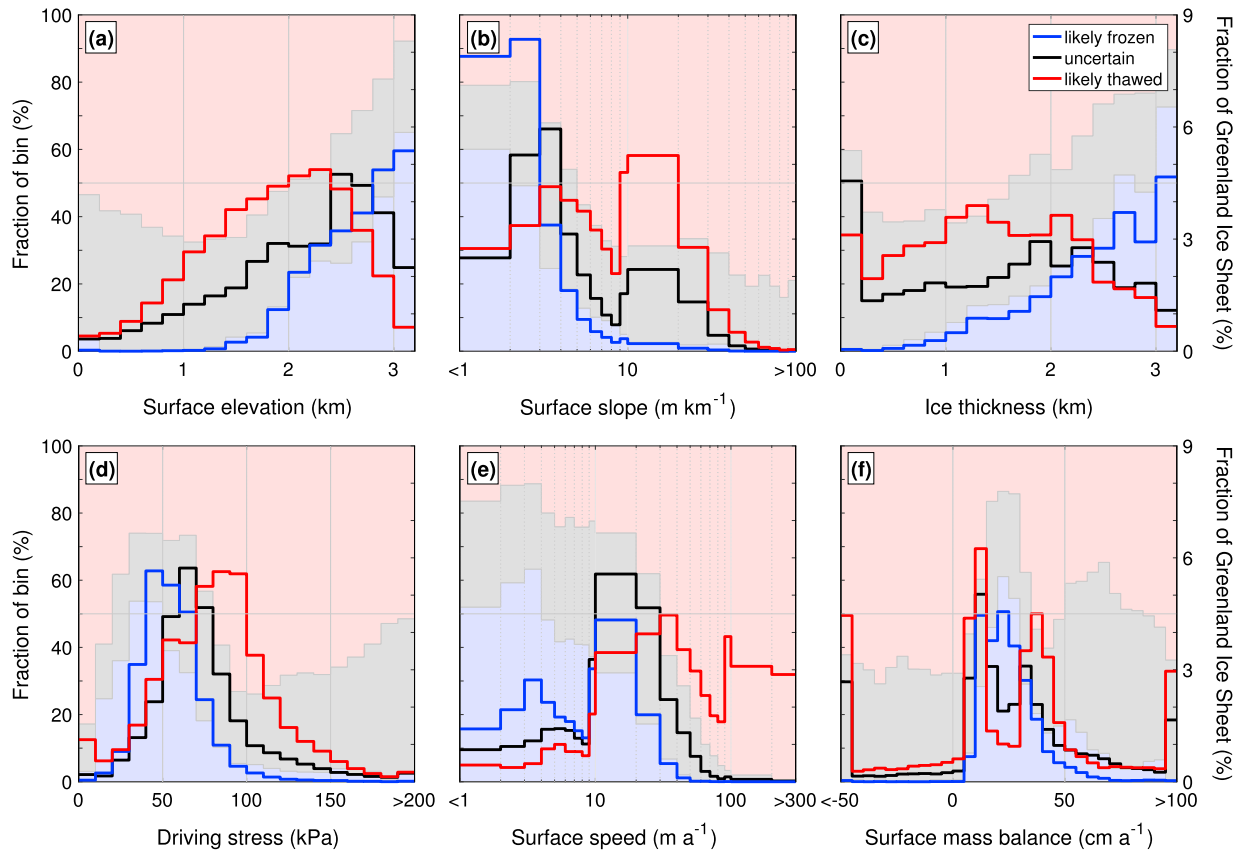 100
80
60
40
20
0
Fraction of bin (%)
(a)
0
1
2
3
Surface elevation (km)
(b)
<1
10
>100
Surface slope (m km⁻¹)
(c)
likely frozen
uncertain
likely thawed
0
1
2
3
Ice thickness (km)
9
6
3
0
Fraction of Greenland Ice Sheet (%)
100
80
60
40
20
0
Fraction of bin (%)
(d)
0
50
100
150
>200
Driving stress (kPa)
(e)
<1
10
100
>300
Surface speed (m a⁻¹)
(f)
<-50
0
50
>100
Surface mass balance (cm a⁻¹)
9
6
3
0
Fraction of Greenland Ice Sheet (%)